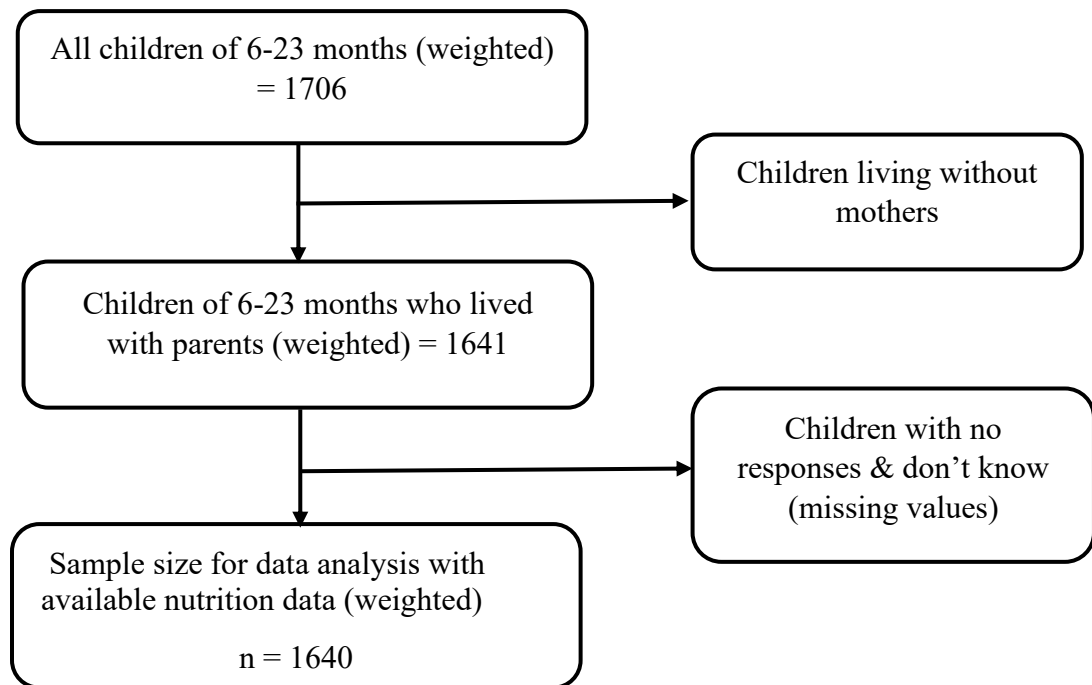 All children of 6-23 months (weighted)
= 1706
Children living without
mothers
Children of 6-23 months who lived
with parents (weighted) = 1641
Children with no
responses & don’t know
(missing values)
Sample size for data analysis with
available nutrition data (weighted)
n = 1640